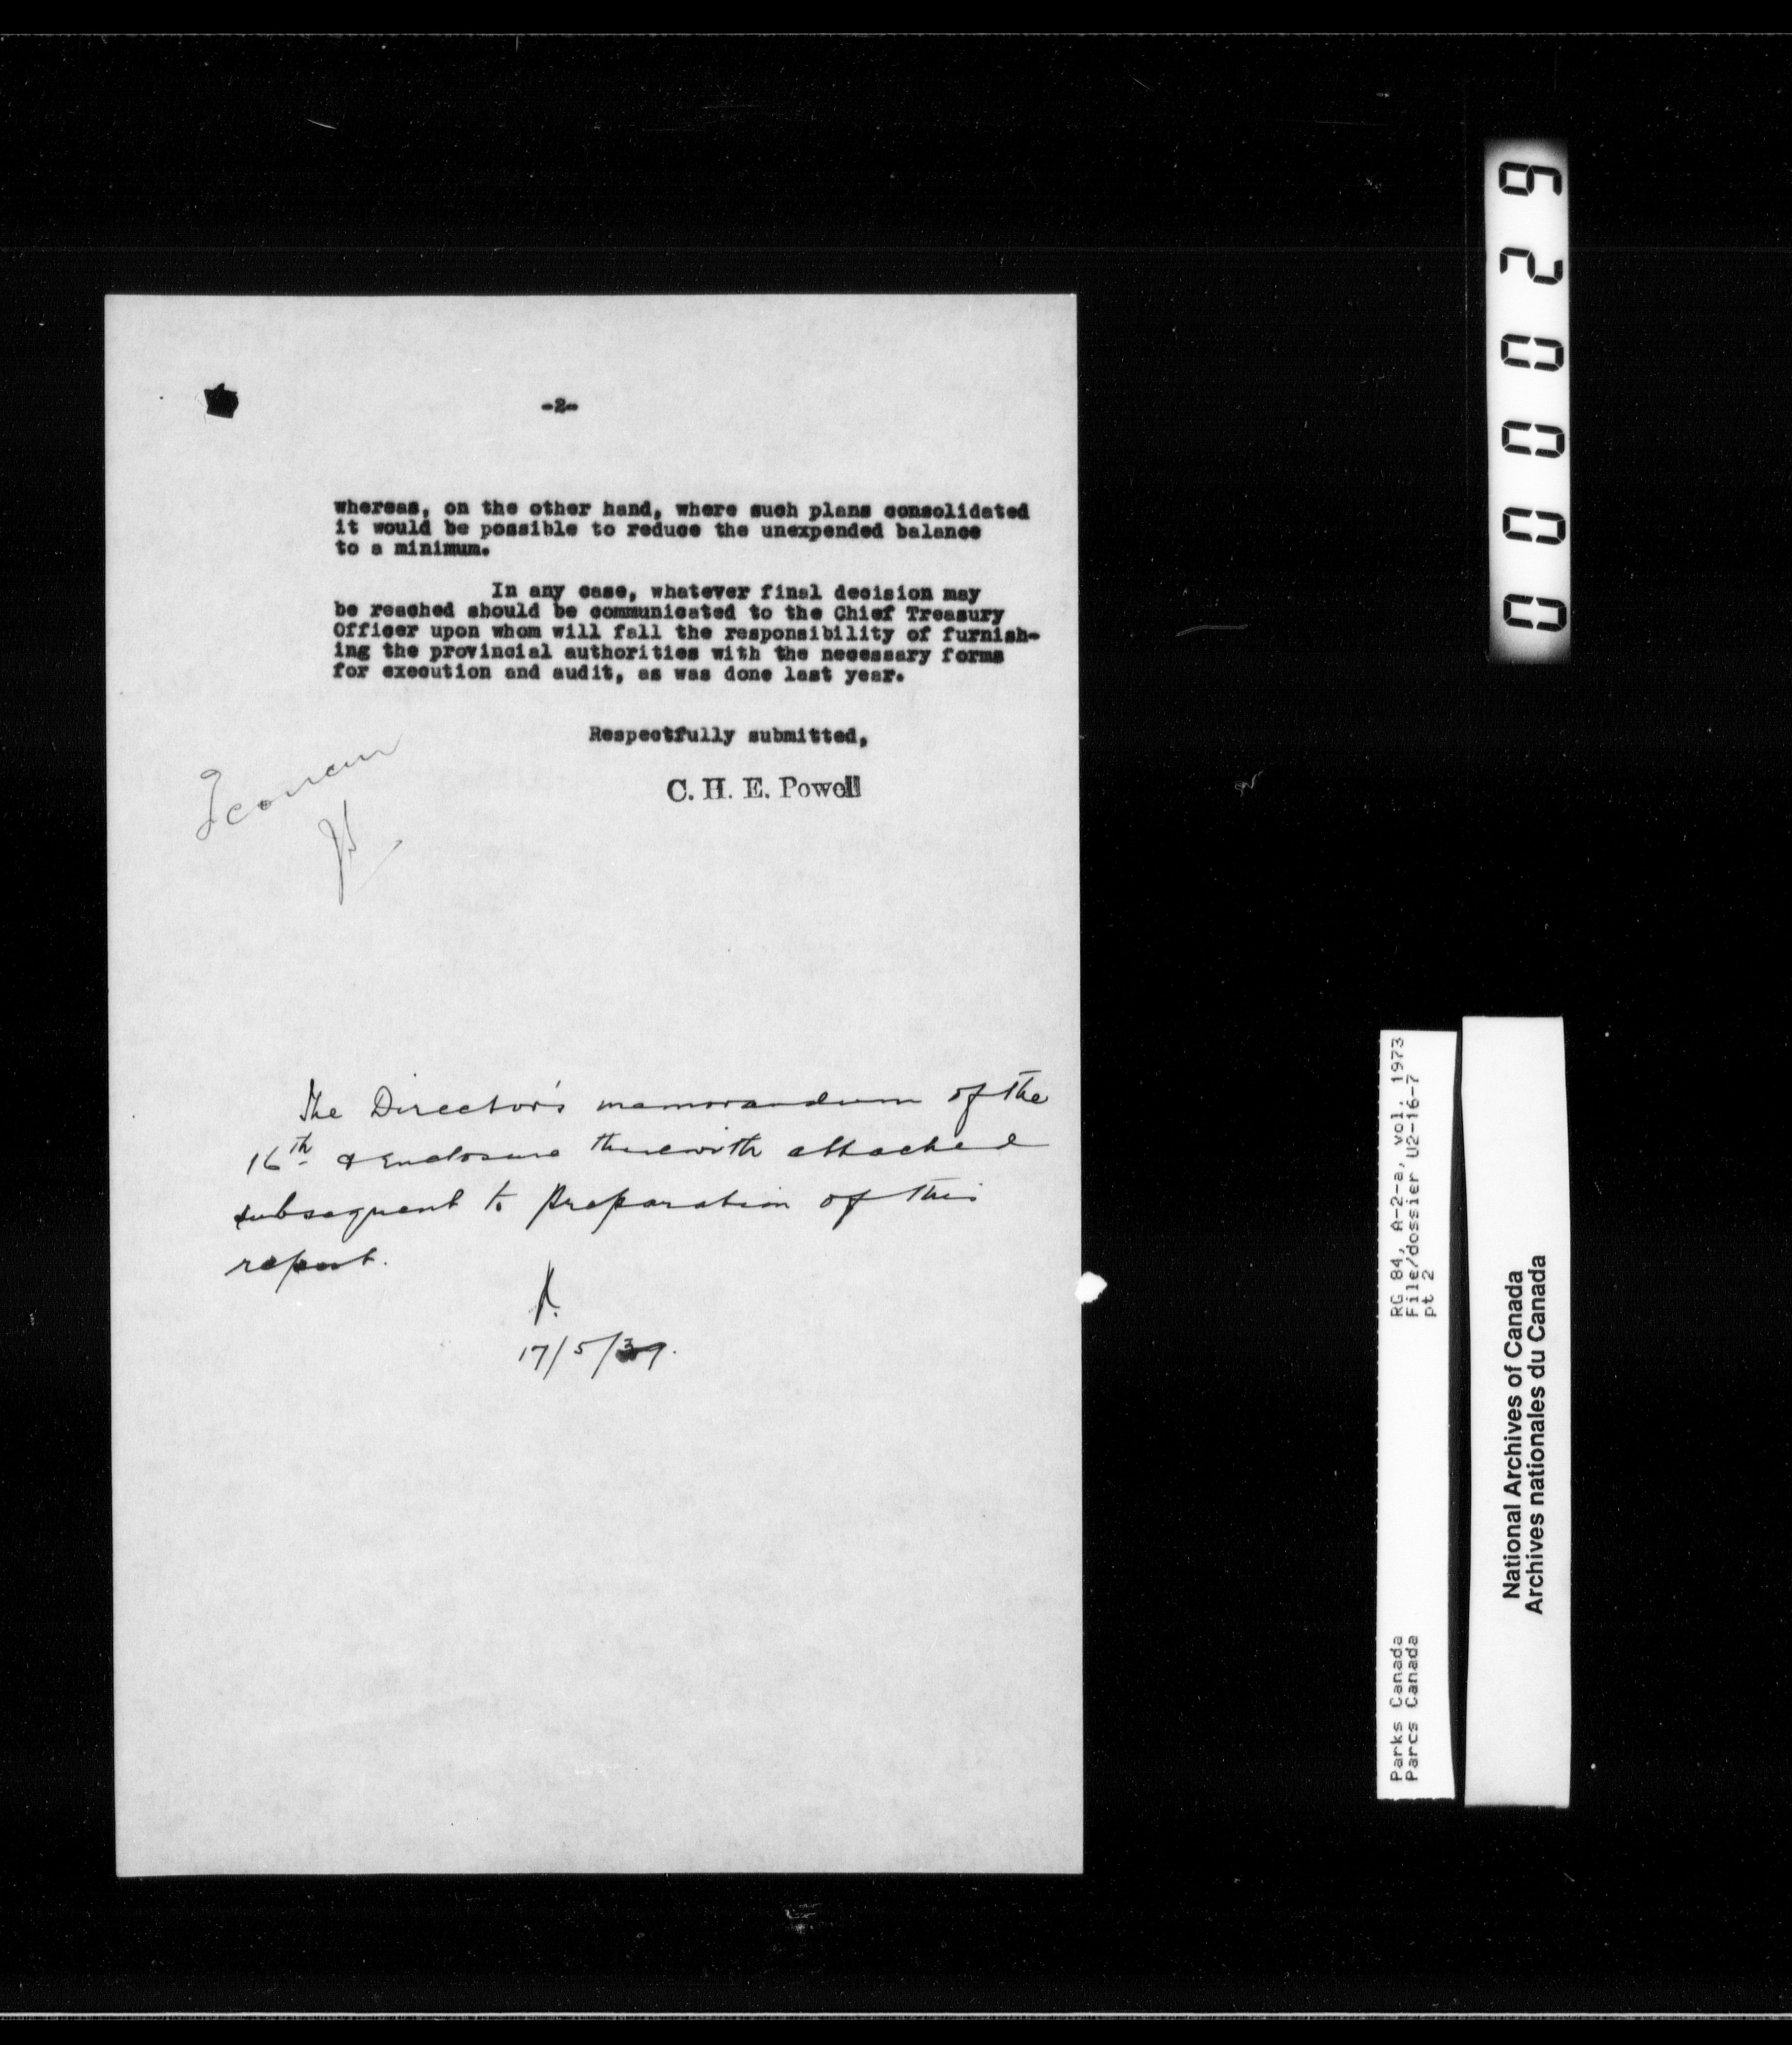 -2-
whereas, on the other hand, where such plans consolidated
it would be possible to reduce the unexpended balance
to a minimum.
In any case, whatever final decision may
be reached should be communicated to the Chief Treasury
Officer upon whom will fall the responsibility of furnish-
ing the provincial authorities with the necessary forms
for execution and audit, as was done last year.
Respectfully submitted,
C. H. E. Powell
I concur
The Director's memorandum of the
16th & enclosure therewith attached
subsequent to preparation of this
report.
17/5/39.
000029
RG 84, A-2-a, vol. 1973
File/dossier U2-16-7
pt 2
Parks Canada
Parcs Canada
National Archives of Canada
Archives nationales du Canada